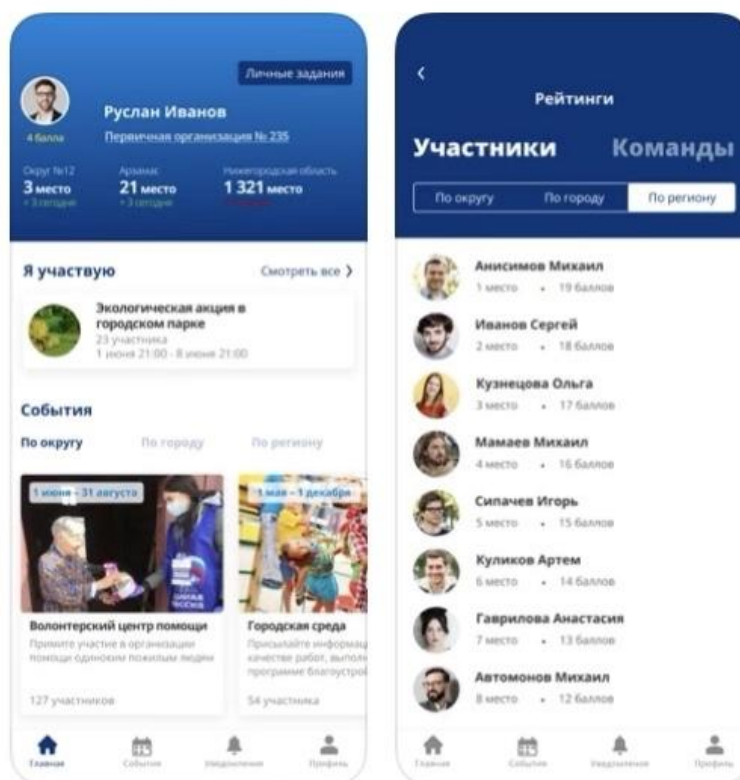 Личные задания
Руслан Иванов
4 балла
Первичная организация № 235
Округ №12
Арзамас
Нижегородская область
3 место
21 место
1 321 место
+ 3 сегодня
+ 3 сегодня
Я участвую
Смотреть все
Экологическая акция в
городском парке
23 участника
1 июня 21:00 - 8 июня 21:00
События
По округу
По городу
По региону
1 июня – 31 августа
1 мая – 1 декабря
Волонтерский центр помощи
Примите участие в организации
помощи одиноким пожилым людям
127 участников
Городская среда
Присылайте информац
качестве работ, выполн
программе благоустрой
54 участника
Главная
События
Уведомления
Профиль
Рейтинги
Участники
Команды
По округу
По городу
По региону
Анисимов Михаил
1 место • 19 баллов
Иванов Сергей
2 место • 18 баллов
Кузнецова Ольга
3 место • 17 баллов
Мамаев Михаил
4 место • 16 баллов
Сипачев Игорь
5 место • 15 баллов
Куликов Артем
6 место • 14 баллов
Гаврилова Анастасия
7 место • 13 баллов
Автомонов Михаил
8 место • 12 баллов
Главная
События
Уведомления
Профиль